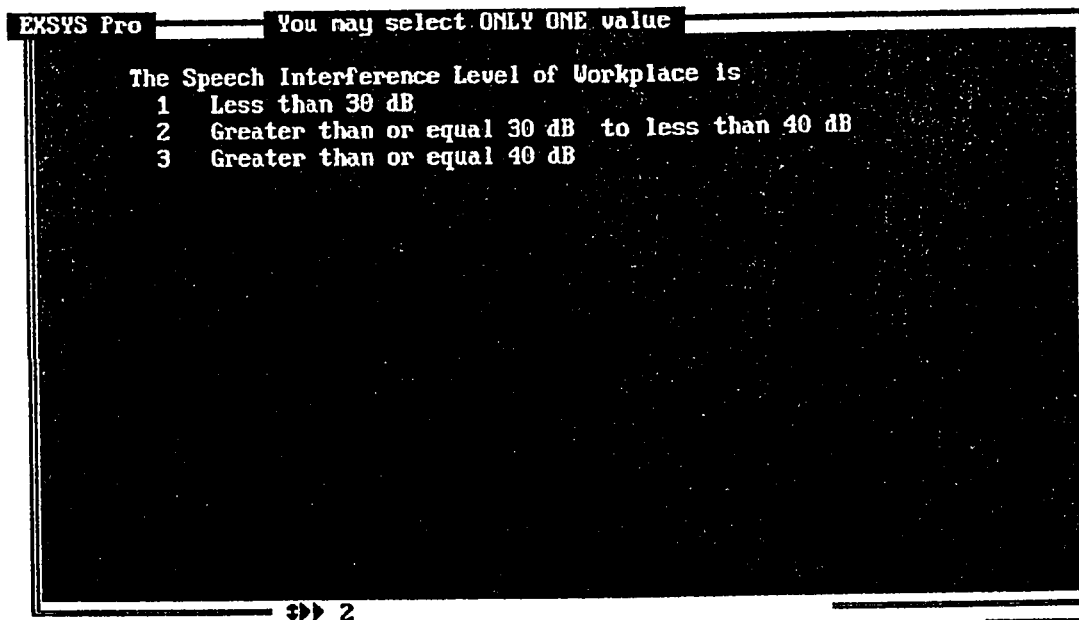 EXSYS Pro You may select ONLY ONE value
The Speech Interference Level of Workplace is
1 Less than 30 dB
2 Greater than or equal 30 dB to less than 40 dB
3 Greater than or equal 40 dB
2